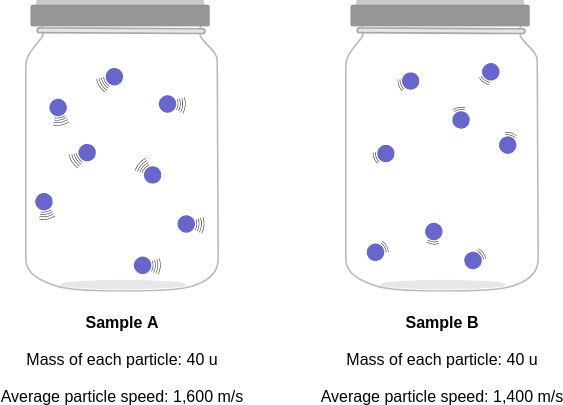 Sample A
Sample B
Mass of each particle: 40 u
Mass of each particle: 40 u
Average particle speed: 1,600 m/s
Average particle speed: 1,400 m/s